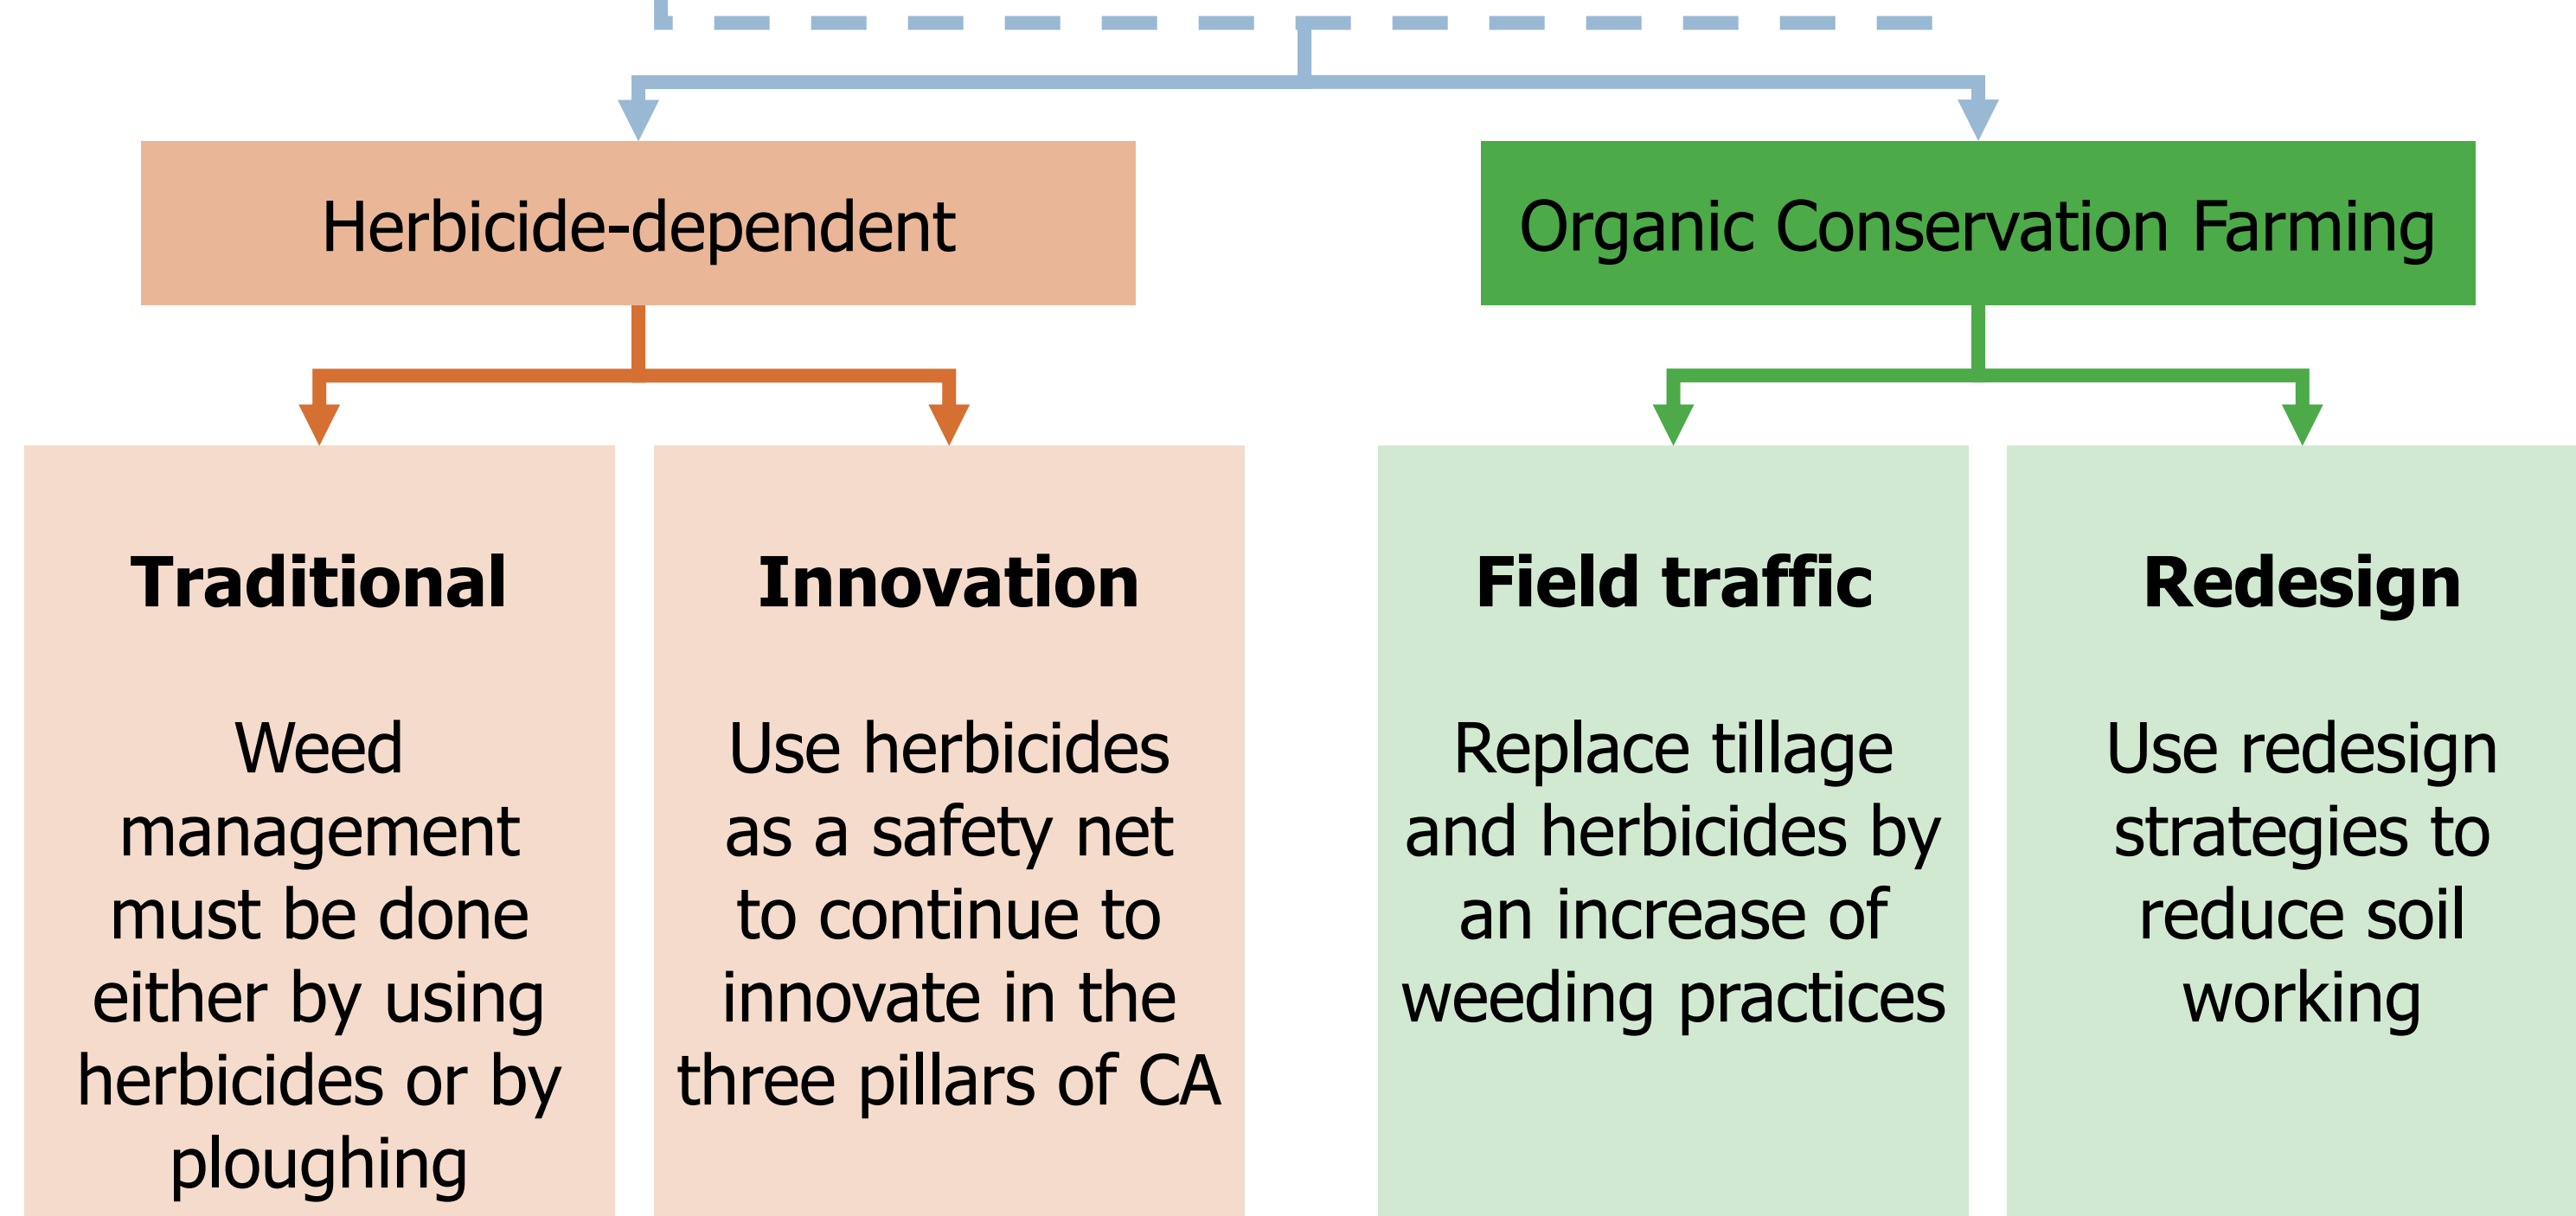 Herbicide-dependent
Organic Conservation Farming
Traditional
Weed
management
must be done
either by using
herbicides or by
ploughing
Innovation
Use herbicides
as a safety net
to continue to
innovate in the
three pillars of CA
Field traffic
Replace tillage
and herbicides by
an increase of
weeding practices
Redesign
Use redesign
strategies to
reduce soil
working